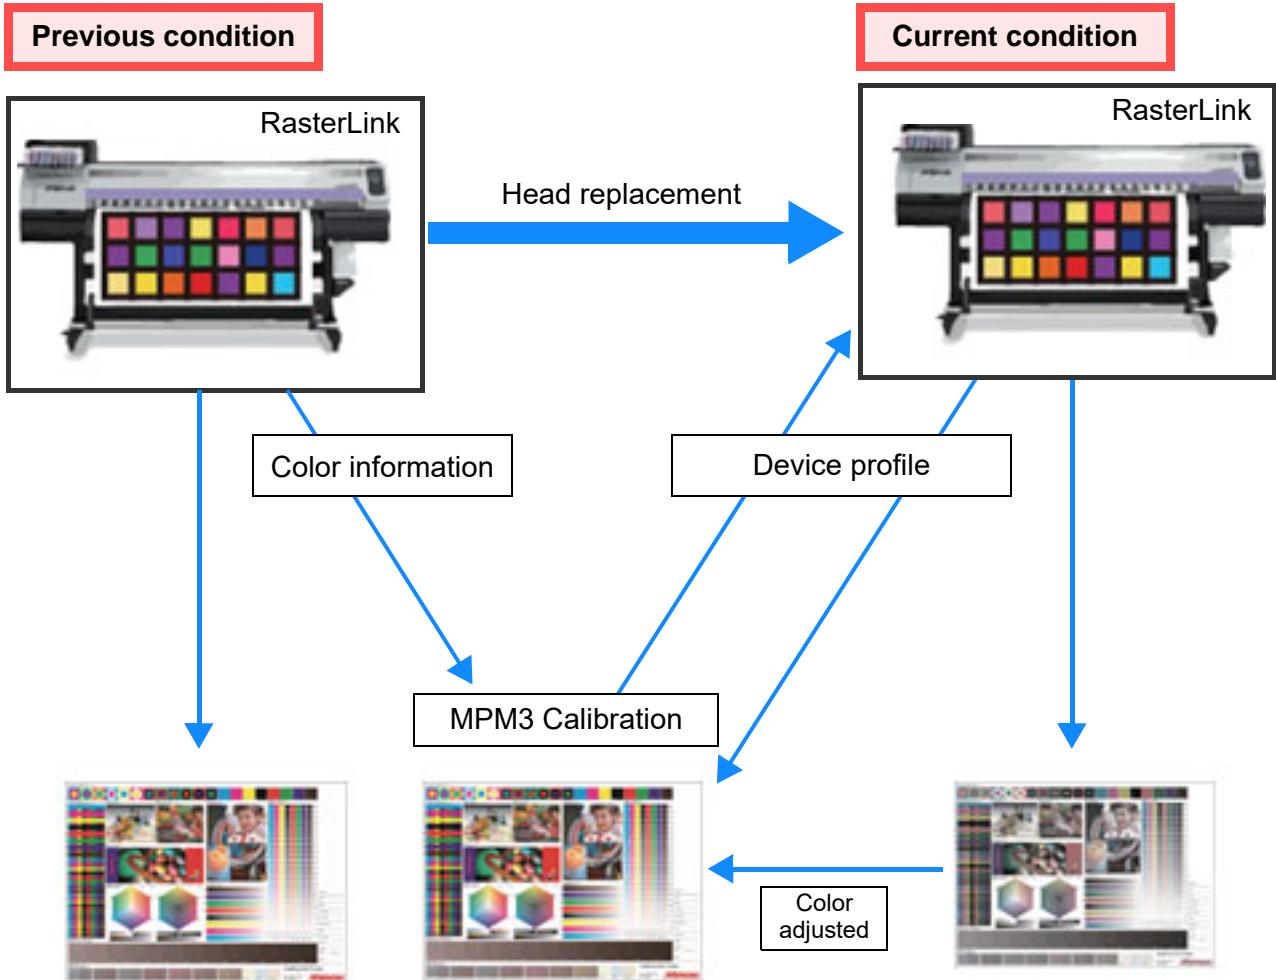 Previous condition
Current condition
RasterLink
RasterLink
Head replacement
Color information
Device profile
MPM3 Calibration
Color
adjusted